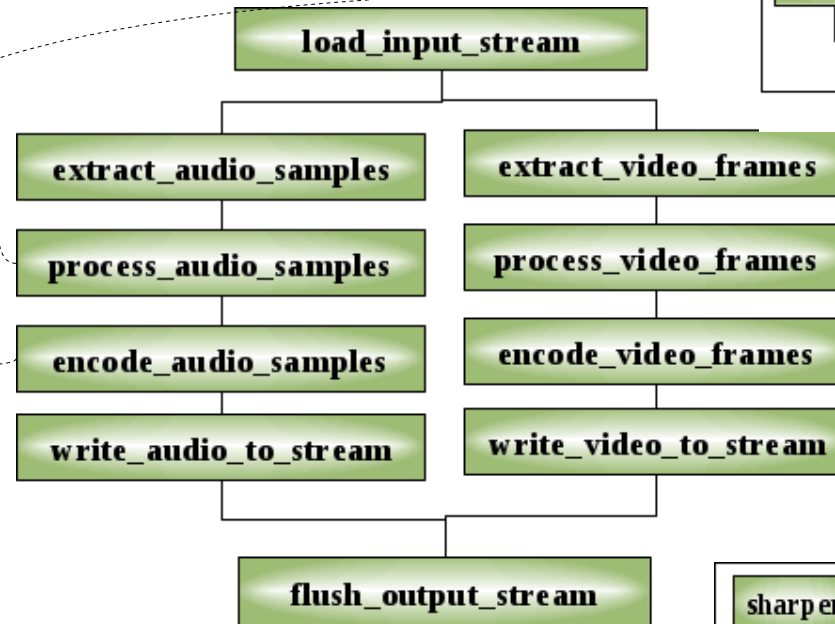 load_input_stream
extract_audio_samples
extract_video_frames
process_audio_samples
process_video_frames
encode_audio_samples
encode_video_frames
write_audio_to_stream
write_video_to_stream
flush_output_stream